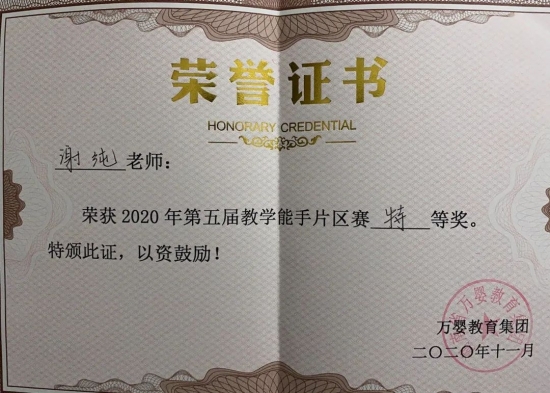 荣誉证书
HONORARY CREDENTIAL
谢纯老师：
荣获2020年第五届教学能手片区赛 特 等奖。
特颁此证，以资鼓励！
万婴教育集团
二〇二〇年十一月